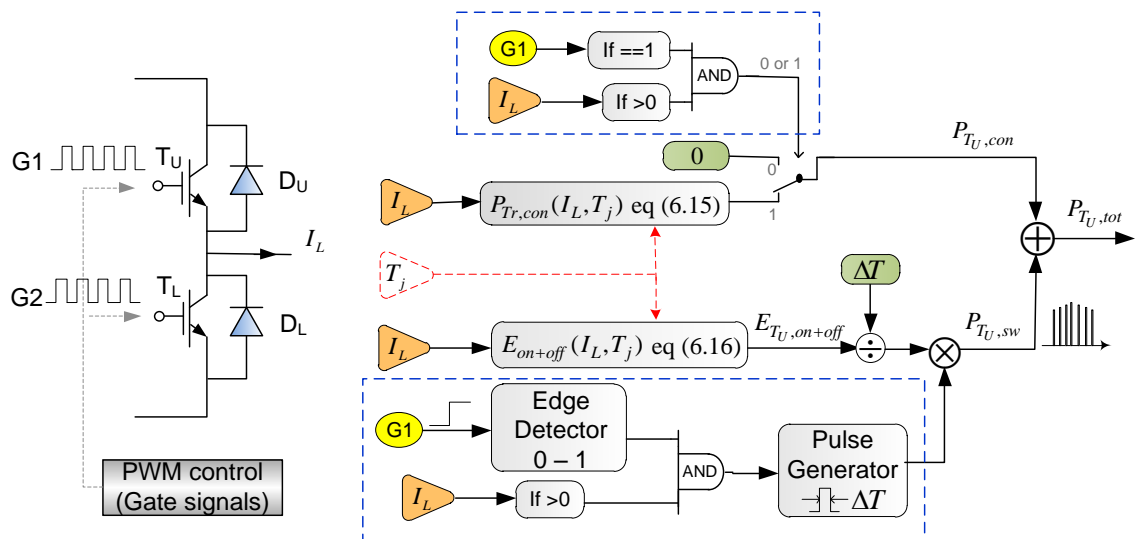 G1
T_U
D_U
I_L
G2
T_L
D_L
PWM control
(Gate signals)
G1
If ==1
AND
0 or 1
I_L
If >0
0
0
1
I_L
P_{Tr,con}(I_L,T_j) eq (6.15)
P_{T_U,con}
P_{T_U,tot}
T_j
ΔT
I_L
E_{on+off}(I_L,T_j) eq (6.16)
E_{T_U,on+off}
÷
P_{T_U,sw}
G1
Edge
Detector
0 – 1
AND
I_L
If >0
Pulse
Generator
ΔT